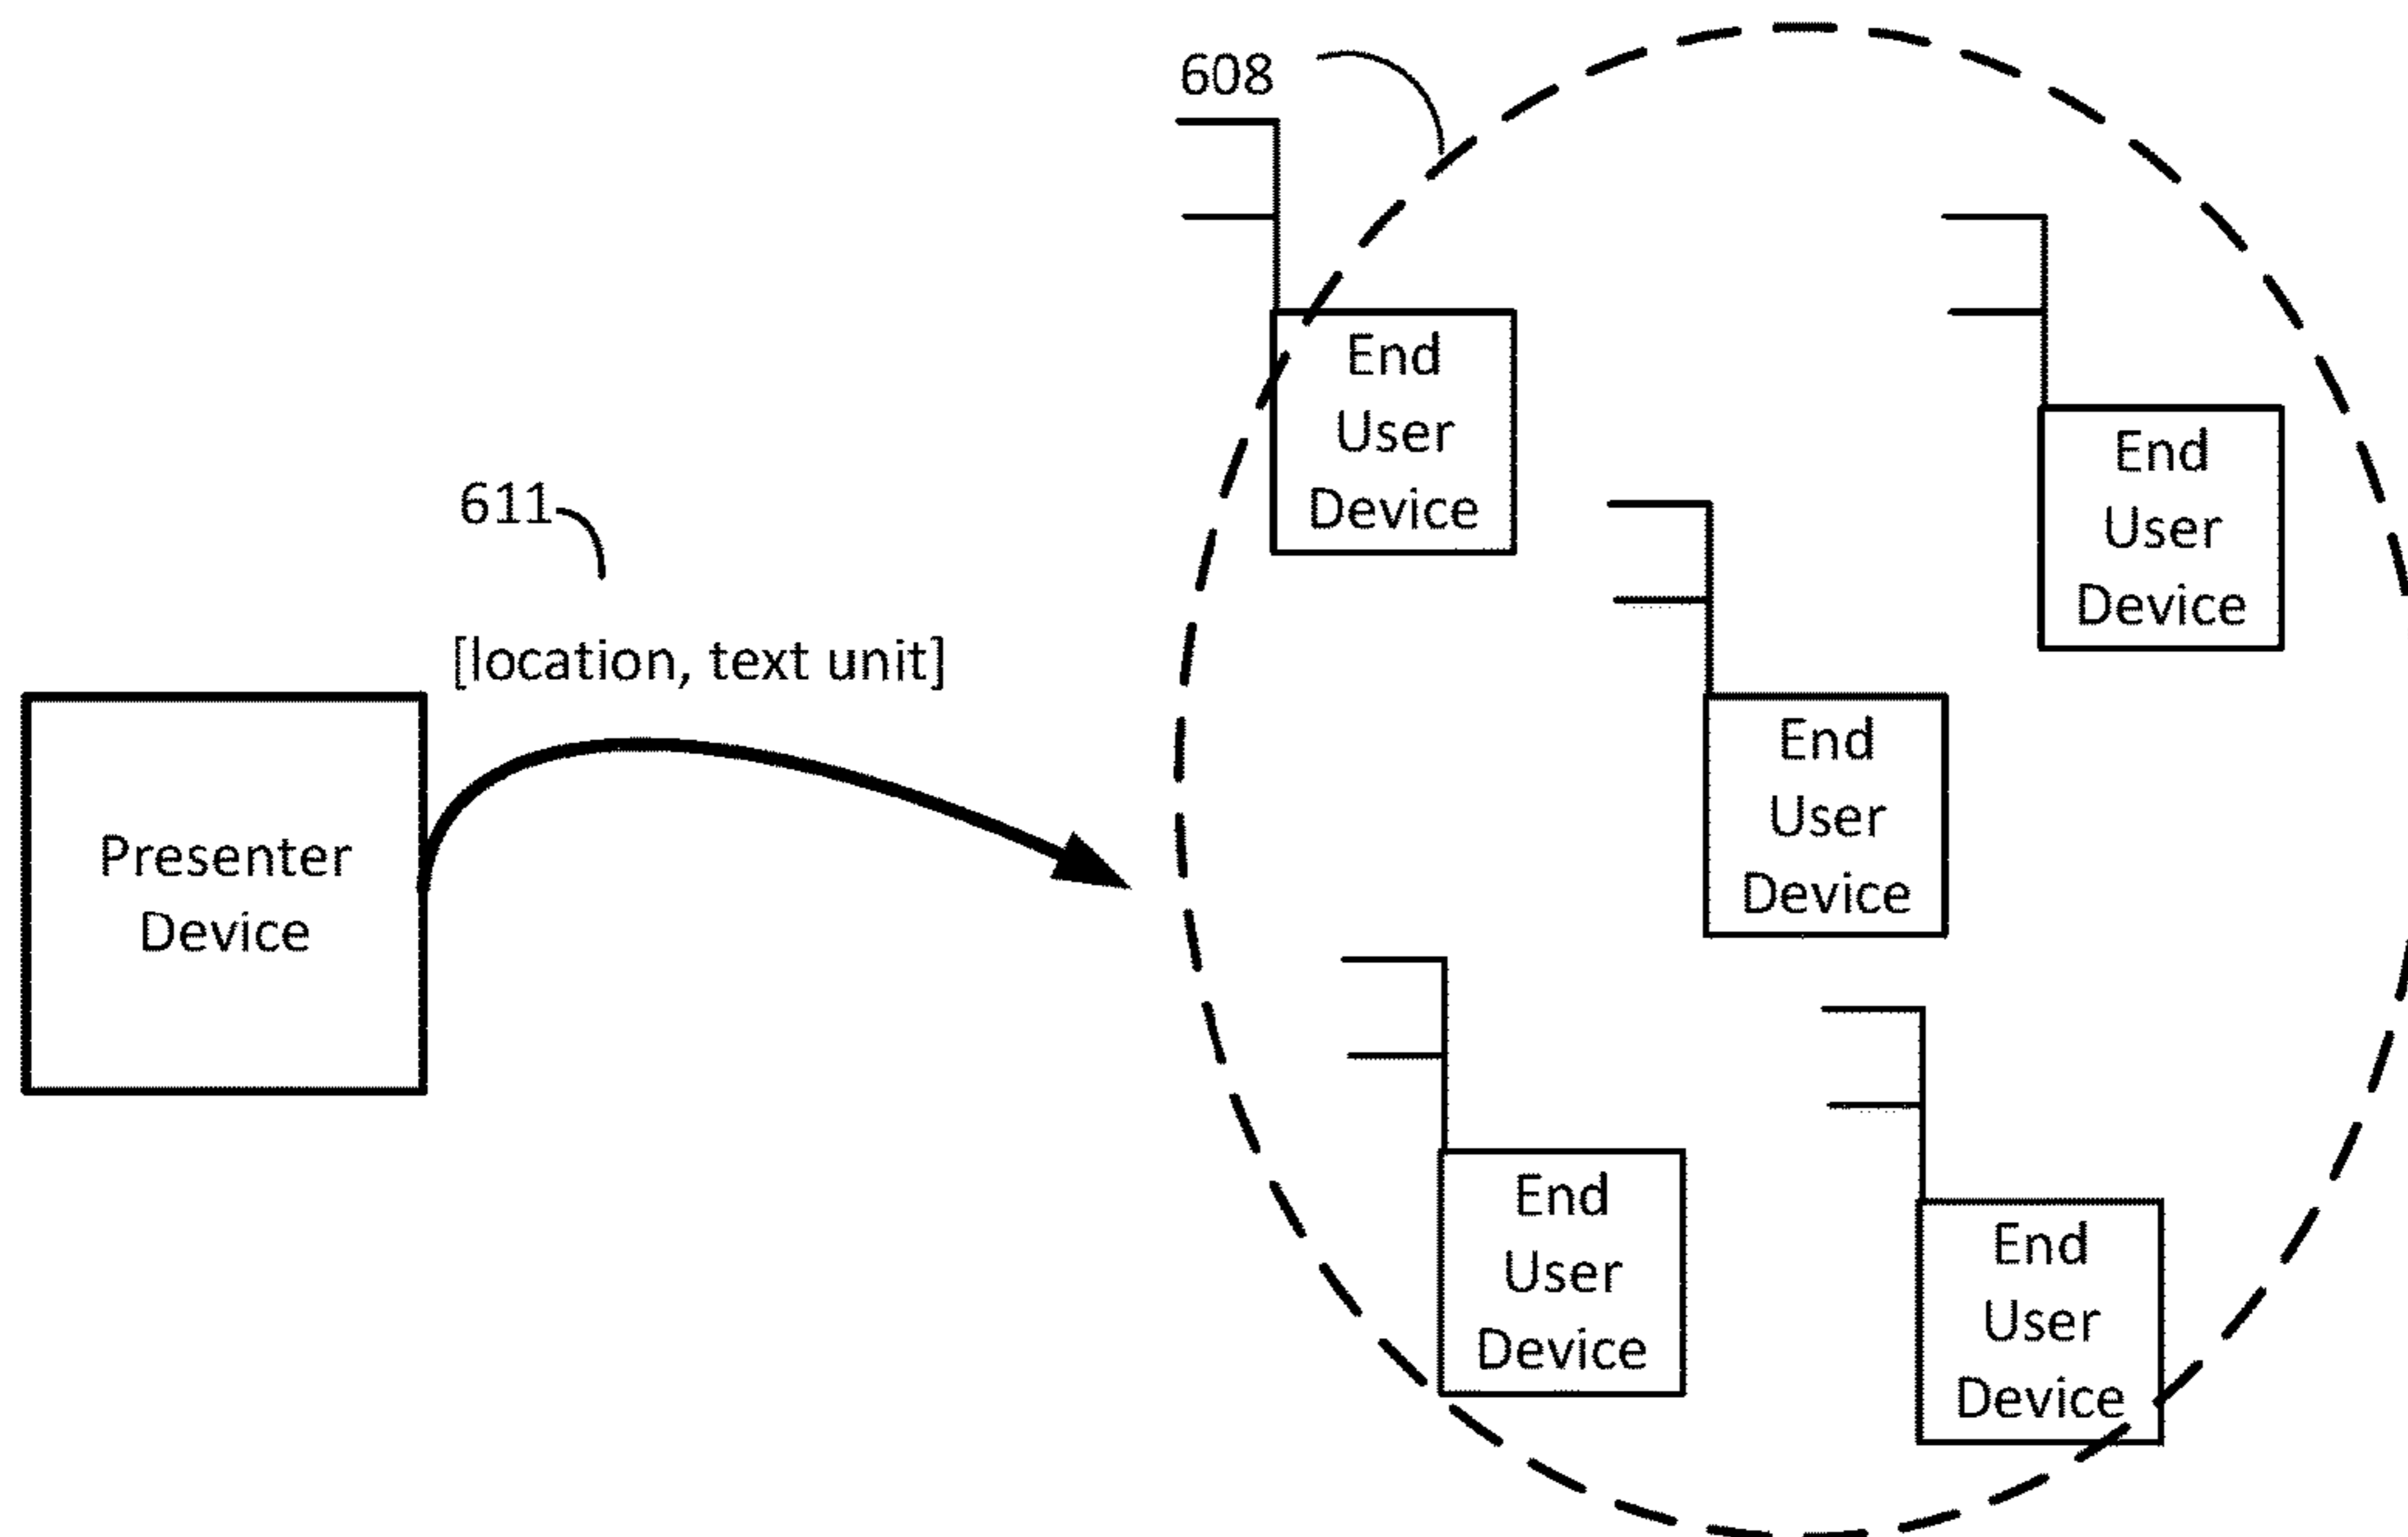 608
End
User
Device
End
User
Device
611
[location, text unit]
End
User
Device
Presenter
Device
End
User
Device
End
User
Device